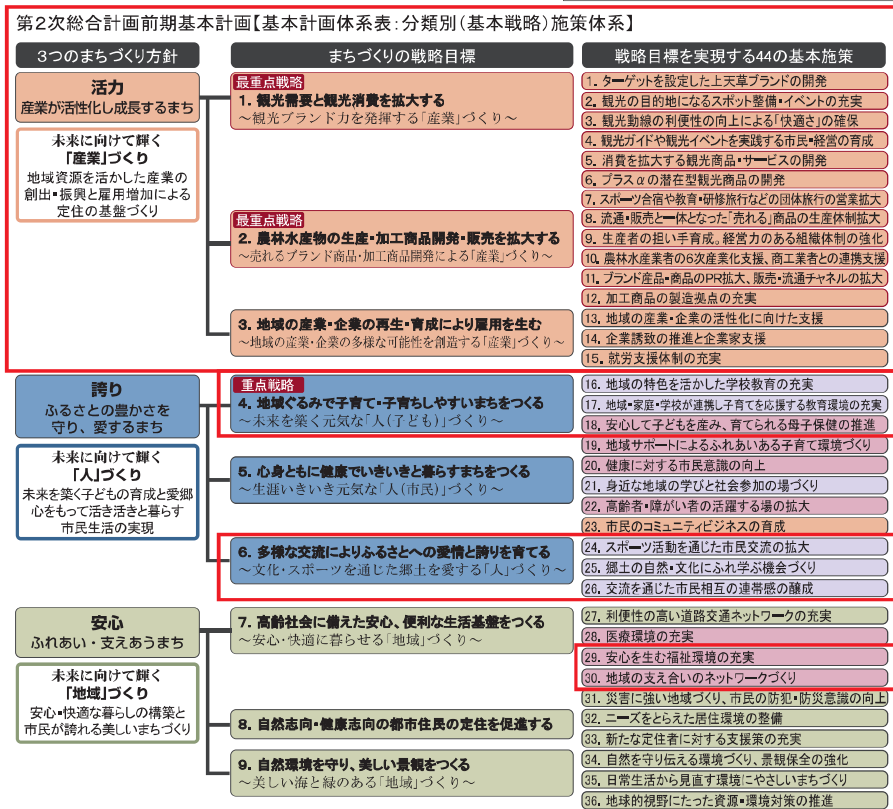 第2次総合計画前期基本計画【基本計画体系表:分類別(基本戦略)施策体系】
3つのまちづくり方針
まちづくりの戦略目標
戦略目標を実現する44の基本施策
活力
産業が活性化し成長するまち
未来に向けて輝く
「産業」づくり
地域資源を活かした産業の
創出・振興と雇用増加による
定住の基盤づくり
最重点戦略
1. 観光需要と観光消費を拡大する
～観光ブランド力を発揮する「産業」づくり～
最重点戦略
2. 農林水産物の生産・加工商品開発・販売を拡大する
～売れるブランド商品・加工商品開発による「産業」づくり～
3. 地域の産業・企業の再生・育成により雇用を生む
～地域の産業・企業の多様な可能性を創造する「産業」づくり～
1. ターゲットを設定した上天草ブランドの開発
2. 観光の目的地になるスポット整備・イベントの充実
3. 観光動線の利便性の向上による「快適さ」の確保
4. 観光ガイドや観光イベントを実践する市民・経営の育成
5. 消費を拡大する観光商品・サービスの開発
6. プラスαの潜在型観光商品の開発
7. スポーツ合宿や教育・研修旅行などの団体旅行の営業拡大
8. 流通・販売と一体となった「売れる」商品の生産体制拡大
9. 生産者の担い手育成。経営力のある組織体制の強化
10. 農林水産業者の6次産業化支援、商工業者との連携支援
11. ブランド産品・商品のPR拡大、販売・流通チャネルの拡大
12. 加工商品の製造拠点の充実
13. 地域の産業・企業の活性化に向けた支援
14. 企業誘致の推進と企業家支援
15. 就労支援体制の充実
誇り
ふるさとの豊かさを
守り、愛するまち
未来に向けて輝く
「人」づくり
未来を築く子どもの育成と愛郷
心をもって活き活きと暮らす
市民生活の実現
重点戦略
4. 地域ぐるみで子育て・子育ちしやすいまちをつくる
～未来を築く元気な「人(子ども)」づくり～
5. 心身ともに健康でいきいきと暮らすまちをつくる
～生涯いきいき元気な「人(市民)」づくり～
6. 多様な交流によりふるさとへの愛情と誇りを育てる
～文化・スポーツを通じた郷土を愛する「人」づくり～
16. 地域の特色を活かした学校教育の充実
17. 地域・家庭・学校が連携し子育てを応援する教育環境の充実
18. 安心して子どもを産み、育てられる母子保健の推進
19. 地域サポートによるふれあいある子育て環境づくり
20. 健康に対する市民意識の向上
21. 身近な地域の学びと社会参加の場づくり
22. 高齢者・障がい者の活躍する場の拡大
23. 市民のコミュニティビジネスの育成
24. スポーツ活動を通じた市民交流の拡大
25. 郷土の自然・文化にふれ学ぶ機会づくり
26. 交流を通じた市民相互の連帯感の醸成
安心
ふれあい・支えあうまち
未来に向けて輝く
「地域」づくり
安心・快適な暮らしの構築と
市民が誇れる美しいまちづくり
7. 高齢社会に備えた安心、便利な生活基盤をつくる
～安心・快適に暮らせる「地域」づくり～
8. 自然志向・健康志向の都市住民の定住を促進する
9. 自然環境を守り、美しい景観をつくる
～美しい海と緑のある「地域」づくり～
27. 利便性の高い道路交通ネットワークの充実
28. 医療環境の充実
29. 安心を生む福祉環境の充実
30. 地域の支え合いのネットワークづくり
31. 災害に強い地域づくり、市民の防犯・防災意識の向上
32. ニーズをとらえた居住環境の整備
33. 新たな定住者に対する支援策の充実
34. 自然を守り伝える環境づくり、景観保全の強化
35. 日常生活から見直す環境にやさしいまちづくり
36. 地球的視野にたった資源・環境対策の推進